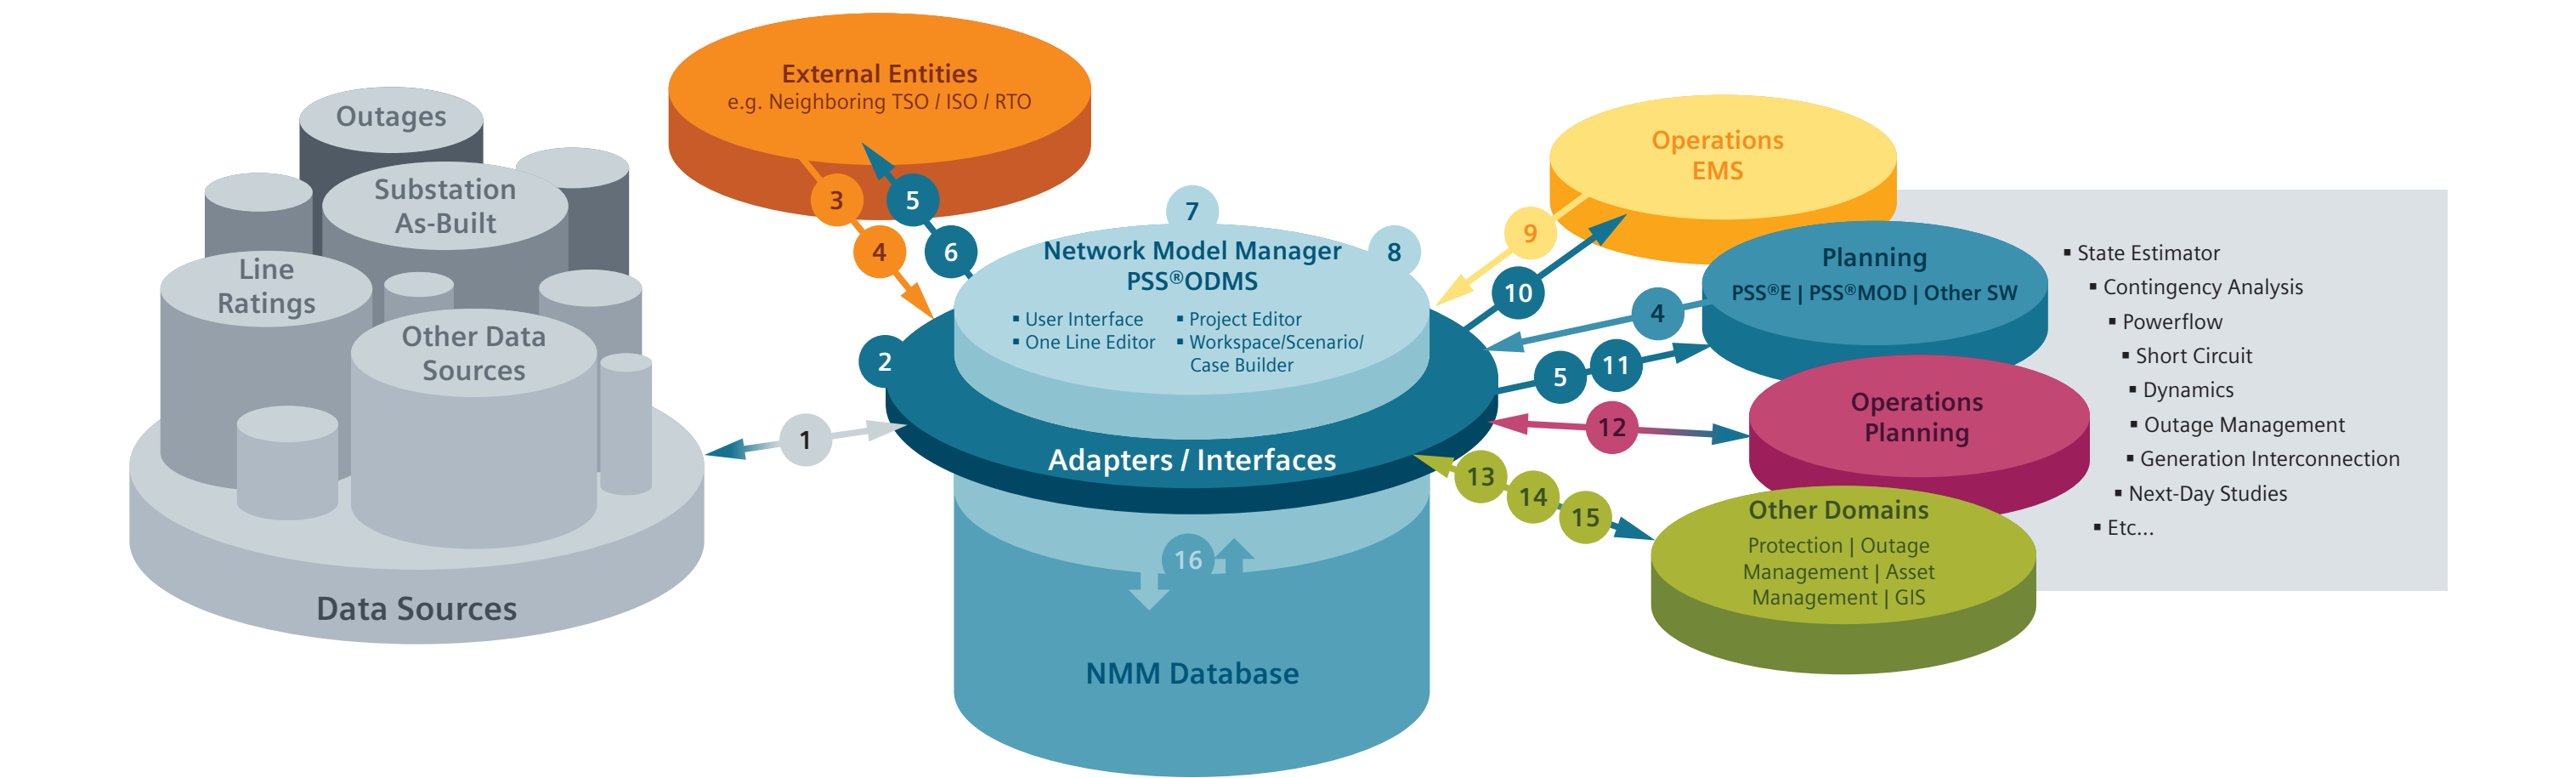 Outages
Substation
As-Built
Line
Ratings
Other Data
Sources
Data Sources
1
External Entities
e.g. Neighboring TSO / ISO / RTO
3
5
4
6
2
7
8
Network Model Manager
PSS®ODMS
▪ User Interface
▪ One Line Editor
▪ Project Editor
▪ Workspace/Scenario/
Case Builder
Adapters / Interfaces
16
NMM Database
9
10
4
5
11
12
13
14
15
Operations
EMS
Planning
PSS®E | PSS®MOD | Other SW
Operations
Planning
Other Domains
Protection | Outage
Management | Asset
Management | GIS
▪ State Estimator
▪ Contingency Analysis
▪ Powerflow
▪ Short Circuit
▪ Dynamics
▪ Outage Management
▪ Generation Interconnection
▪ Next-Day Studies
▪ Etc...